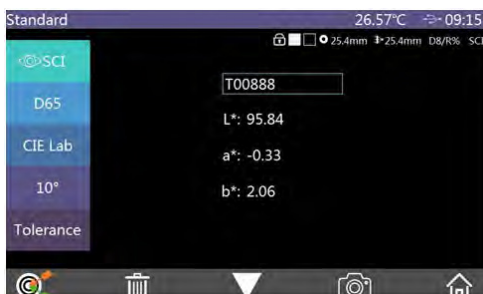 Standard 26.57°C 09:15
25.4mm 25.4mm D8/R% SCI
SCI
D65
CIE Lab
10°
Tolerance
T00888
L*: 95.84
a*: -0.33
b*: 2.06